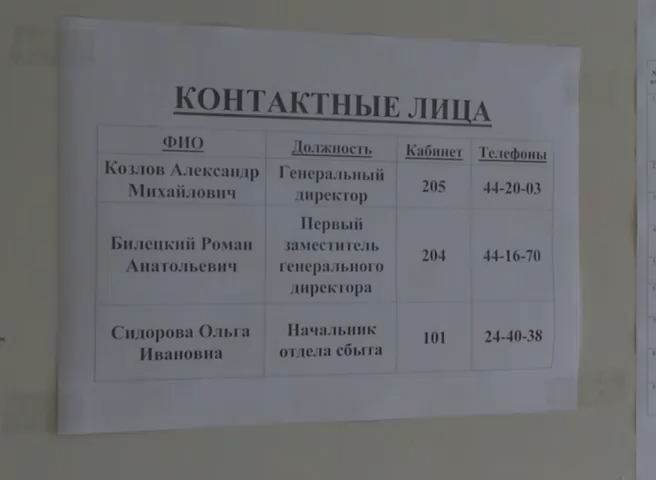 КОНТАКТНЫЕ ЛИЦА
ФИО Должность Кабинет Телефоны
Козлов Александр Михайлович Генеральный директор 205 44-20-03
Билецкий Роман Анатольевич Первый заместитель генерального директора 204 44-16-70
Сидорова Ольга Ивановна Начальник отдела сбыта 101 24-40-38